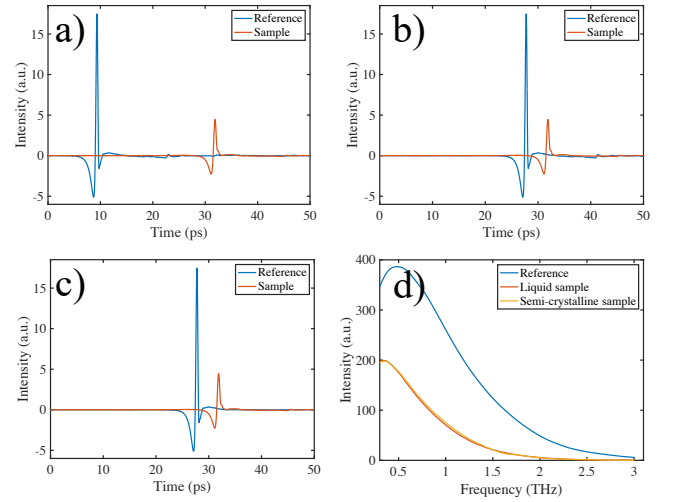 a)
Reference
Sample
15
10
5
0
-5
Intensity (a.u.)
0 10 20 30 40 50
Time (ps)
b)
Reference
Sample
15
10
5
0
-5
Intensity (a.u.)
0 10 20 30 40 50
Time (ps)
c)
Reference
Sample
15
10
5
0
-5
Intensity (a.u.)
0 10 20 30 40 50
Time (ps)
d)
Reference
Liquid sample
Semi-crystalline sample
400
300
200
100
0
Intensity (a.u.)
0.5 1 1.5 2 2.5 3
Frequency (THz)